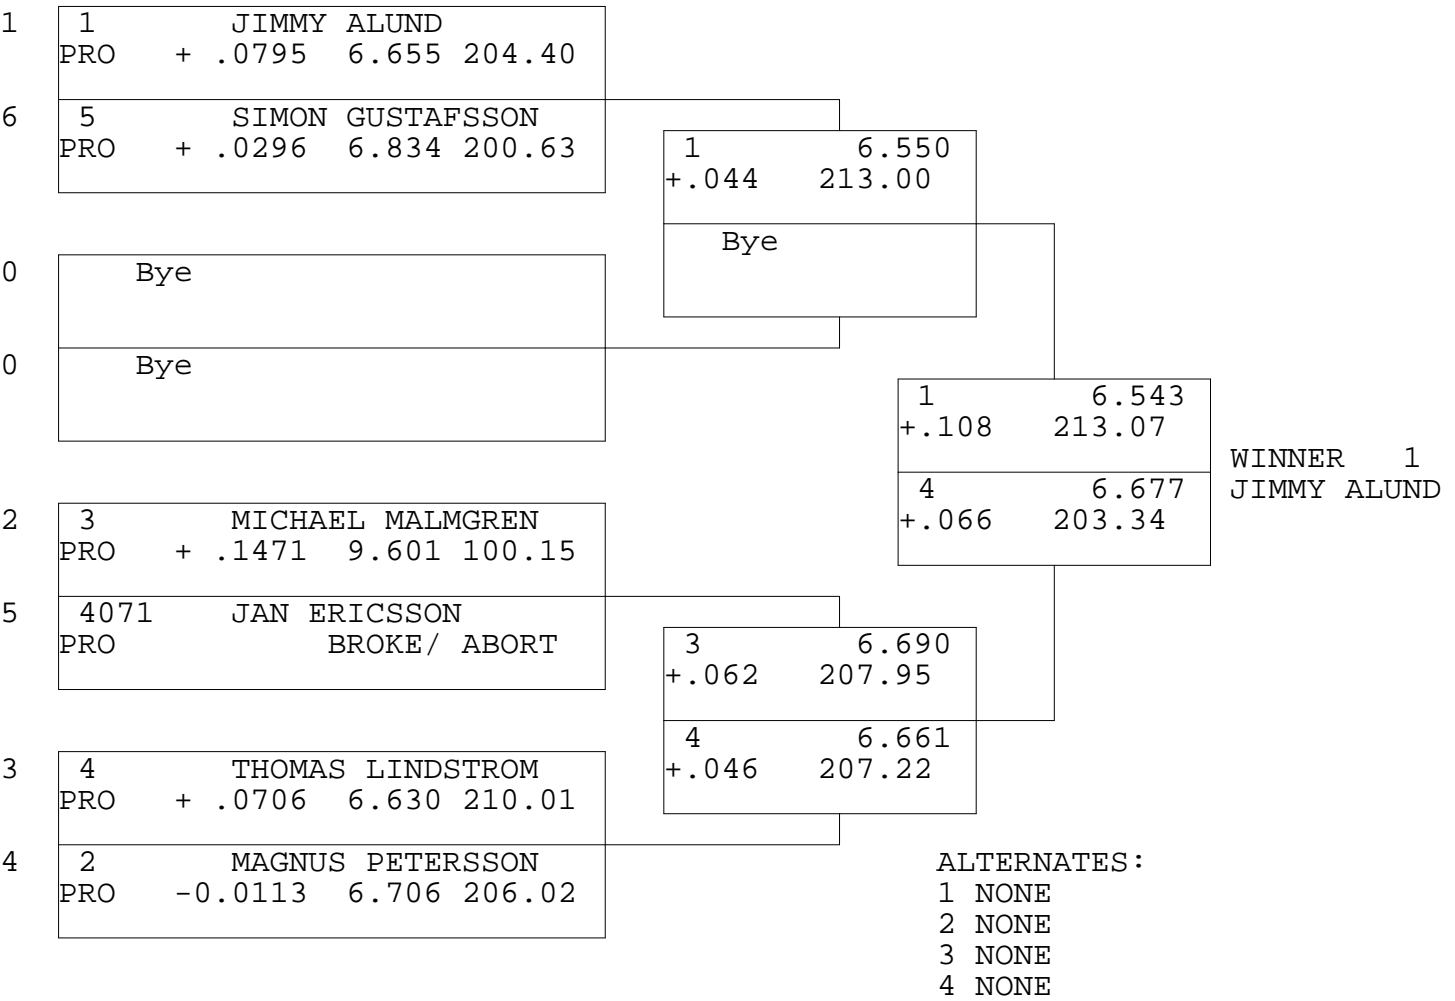 1 1 JIMMY ALUND
PRO + .0795 6.655 204.40
6 5 SIMON GUSTAFSSON
PRO + .0296 6.834 200.63
0 Bye
0 Bye
2 3 MICHAEL MALMGREN
PRO + .1471 9.601 100.15
5 4071 JAN ERICSSON
PRO BROKE/ ABORT
3 4 THOMAS LINDSTROM
PRO + .0706 6.630 210.01
4 2 MAGNUS PETERSSON
PRO -0.0113 6.706 206.02
1 6.550
+.044 213.00
Bye
3 6.690
+.062 207.95
4 6.661
+.046 207.22
1 6.543
+.108 213.07
4 6.677
+.066 203.34
WINNER 1
JIMMY ALUND
ALTERNATES:
1 NONE
2 NONE
3 NONE
4 NONE